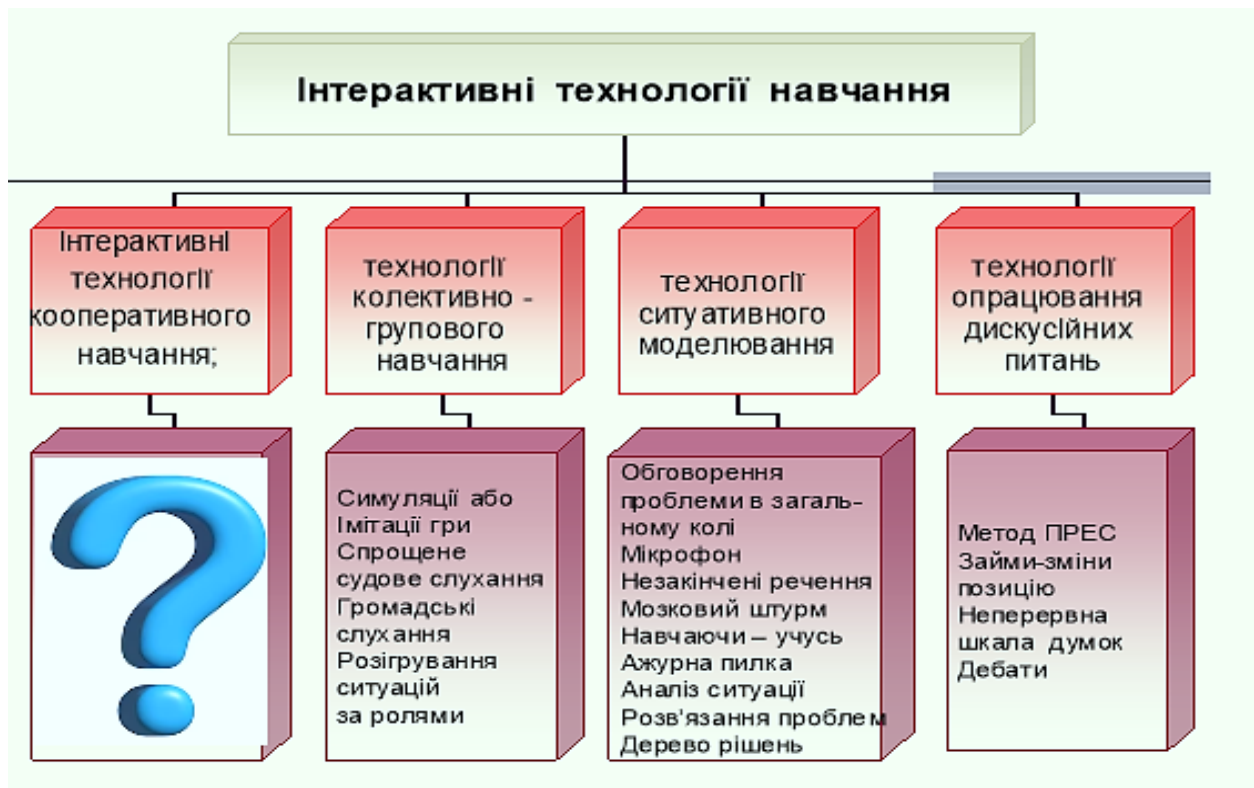 Інтерактивні технології навчання
Інтерактивні
технології
кооперативного
навчання;
технології
колективно -
групового
навчання
технології
ситуативного
моделювання
технології
опрацювання
дискусійних
питань
?
Симуляції або
Імітації гри
Спрощене
судове слухання
Громадські
слухання
Розігрування
ситуацій
за ролями
Обговорення
проблеми в загаль-
ному колі
Мікрофон
Незакінчені речення
Мозковий штурм
Навчаючи – учусь
Ажурна пилка
Аналіз ситуації
Розв'язання проблем
Дерево рішень
Метод ПРЕС
Займи-зміни
позицію
Неперервна
шкала думок
Дебати